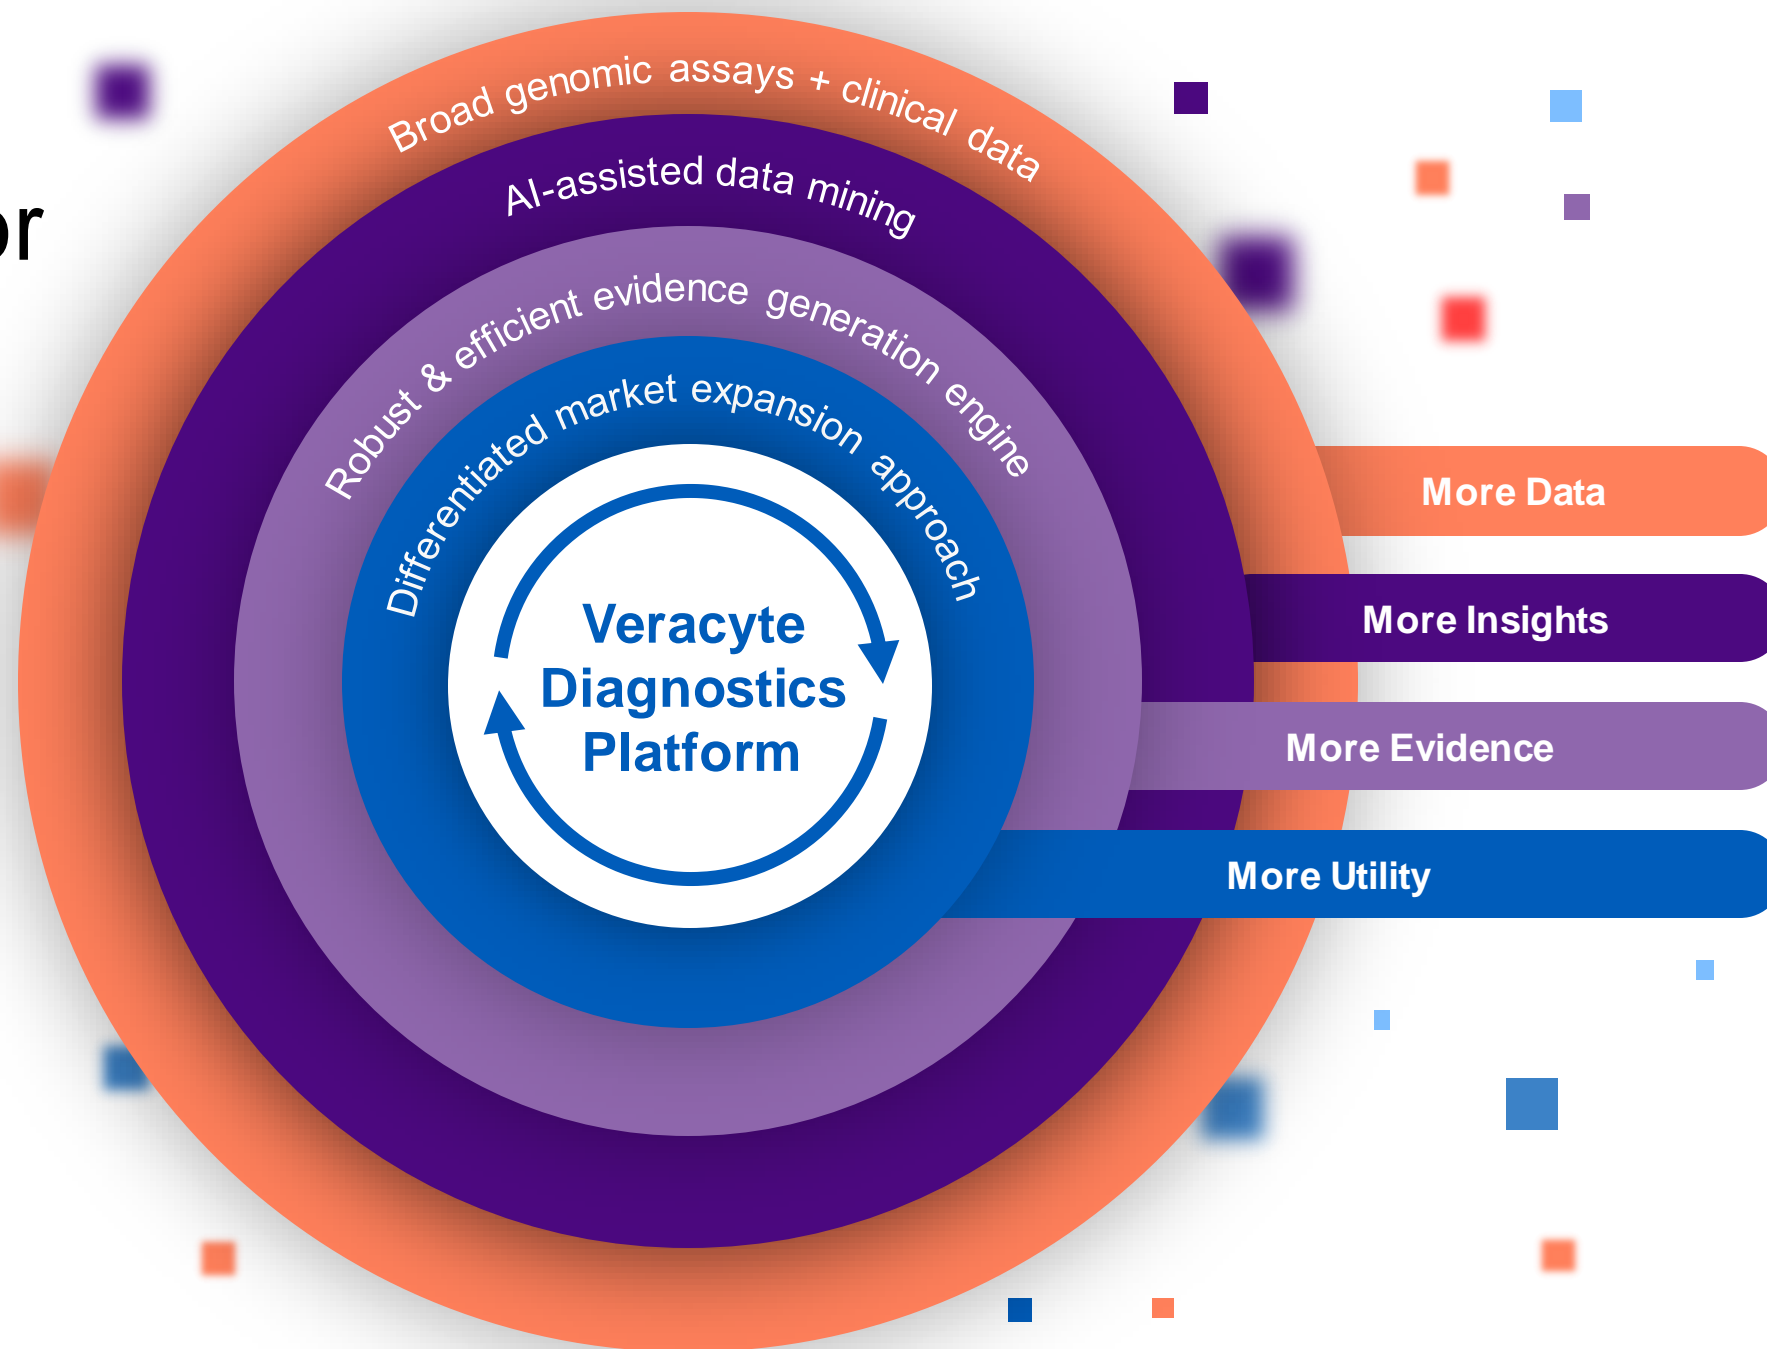 Broad genomic assays + clinical data
AI-assisted data mining
Robust & efficient evidence generation engine
Differentiated market expansion approach
Veracyte
Diagnostics
Platform
More Data
More Insights
More Evidence
More Utility